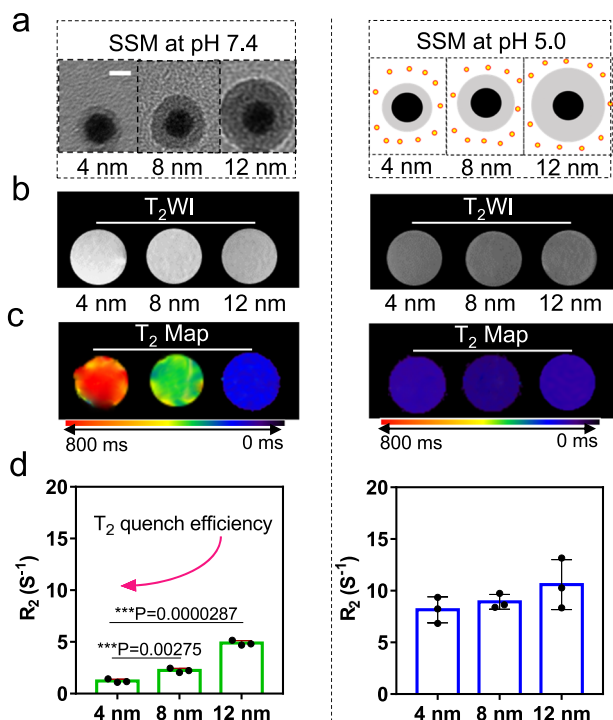 a
SSM at pH 7.4
4 nm 8 nm 12 nm
SSM at pH 5.0
4 nm 8 nm 12 nm
b
T₂WI
4 nm 8 nm 12 nm
T₂WI
4 nm 8 nm 12 nm
c
T₂ Map
800 ms 0 ms
T₂ Map
800 ms 0 ms
d
R₂ (S⁻¹)
20
15
10
5
0
T₂ quench efficiency
***P=0.0000287
***P=0.00275
4 nm 8 nm 12 nm
R₂ (S⁻¹)
20
15
10
5
0
4 nm 8 nm 12 nm